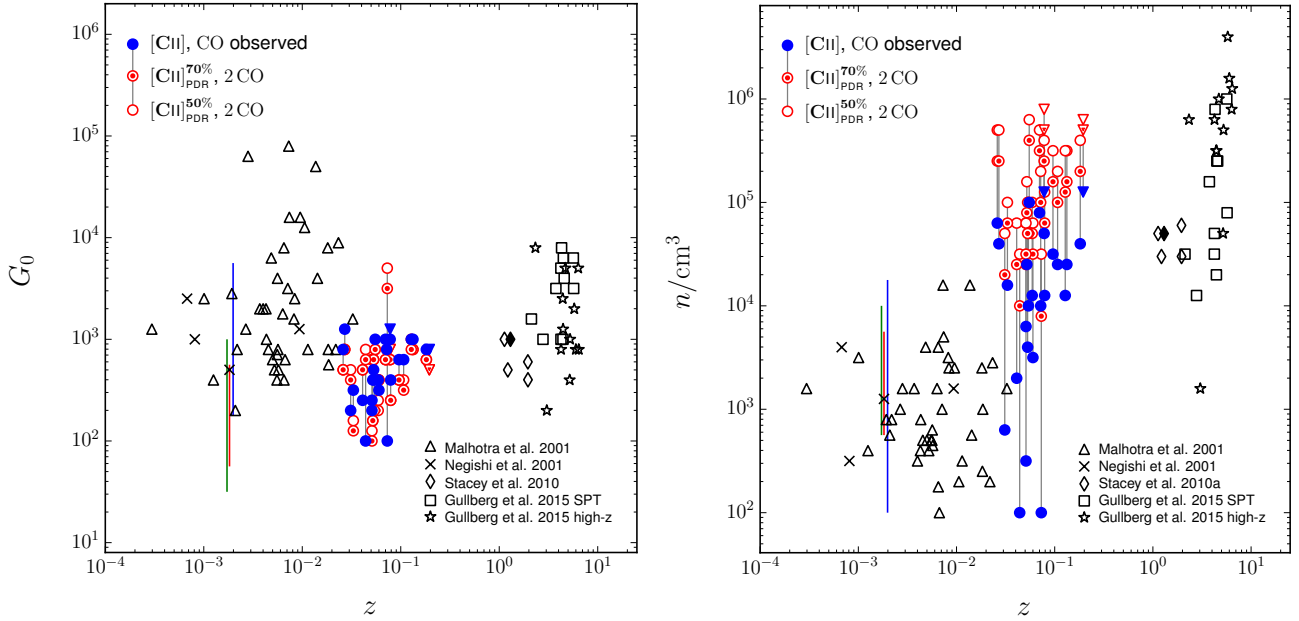 [CII], CO observed
[CII]^{70%}_{PDR}, 2 CO
[CII]^{50%}_{PDR}, 2 CO
Malhotra et al. 2001
Negishi et al. 2001
Stacey et al. 2010
Gullberg et al. 2015 SPT
Gullberg et al. 2015 high-z
10^6
10^5
10^4
10^3
10^2
10^1
G_0
10^{−4} 10^{−3} 10^{−2} 10^{−1} 10^0 10^1
z
[CII], CO observed
[CII]^{70%}_{PDR}, 2 CO
[CII]^{50%}_{PDR}, 2 CO
Malhotra et al. 2001
Negishi et al. 2001
Stacey et al. 2010a
Gullberg et al. 2015 SPT
Gullberg et al. 2015 high-z
10^6
10^5
10^4
10^3
10^2
n/cm^3
10^{−4} 10^{−3} 10^{−2} 10^{−1} 10^0 10^1
z